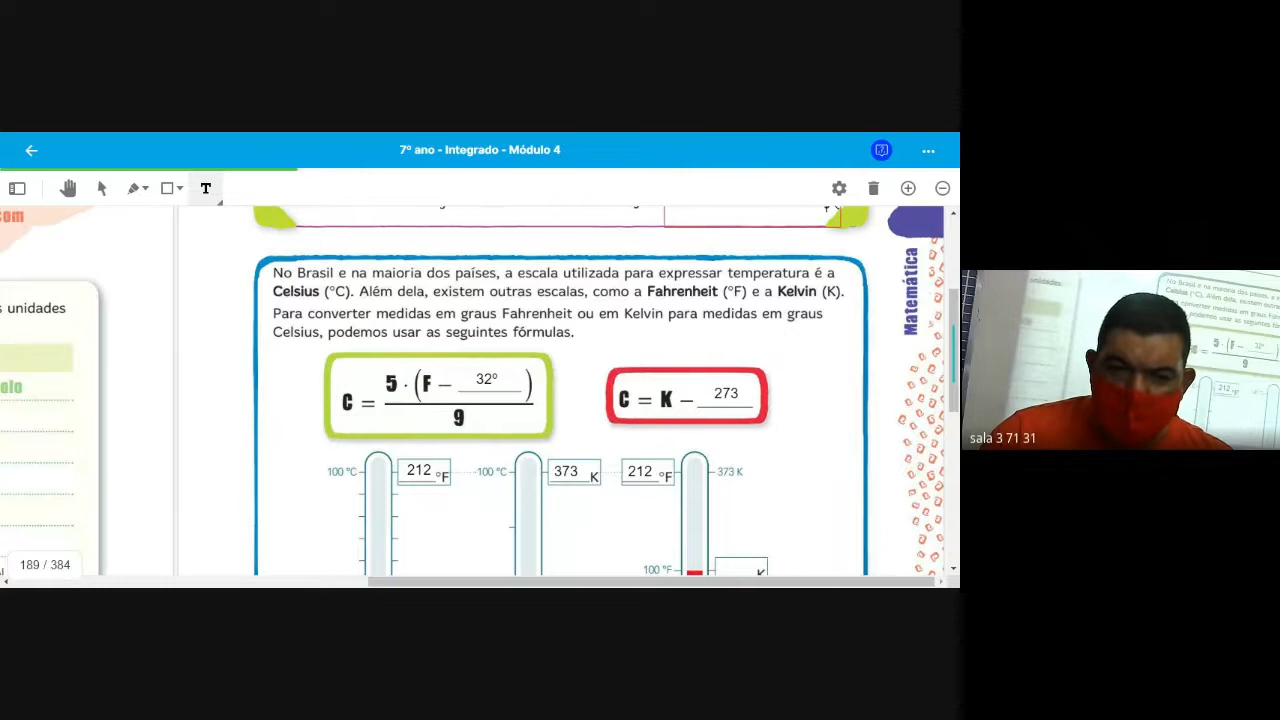 7º ano - Integrado - Módulo 4
T
com
s unidades
olo
189 / 384
Matemática
No Brasil e na maioria dos países, a escala utilizada para expressar temperatura é a
Celsius (°C). Além dela, existem outras escalas, como a Fahrenheit (°F) e a Kelvin (K).
Para converter medidas em graus Fahrenheit ou em Kelvin para medidas em graus
Celsius, podemos usar as seguintes fórmulas.
C = 5 · (F – 32º) / 9
C = K – 273
100 °C 212 °F 100 °C 373 K 212 °F 373 K
100 °F K
sala 3 71 31